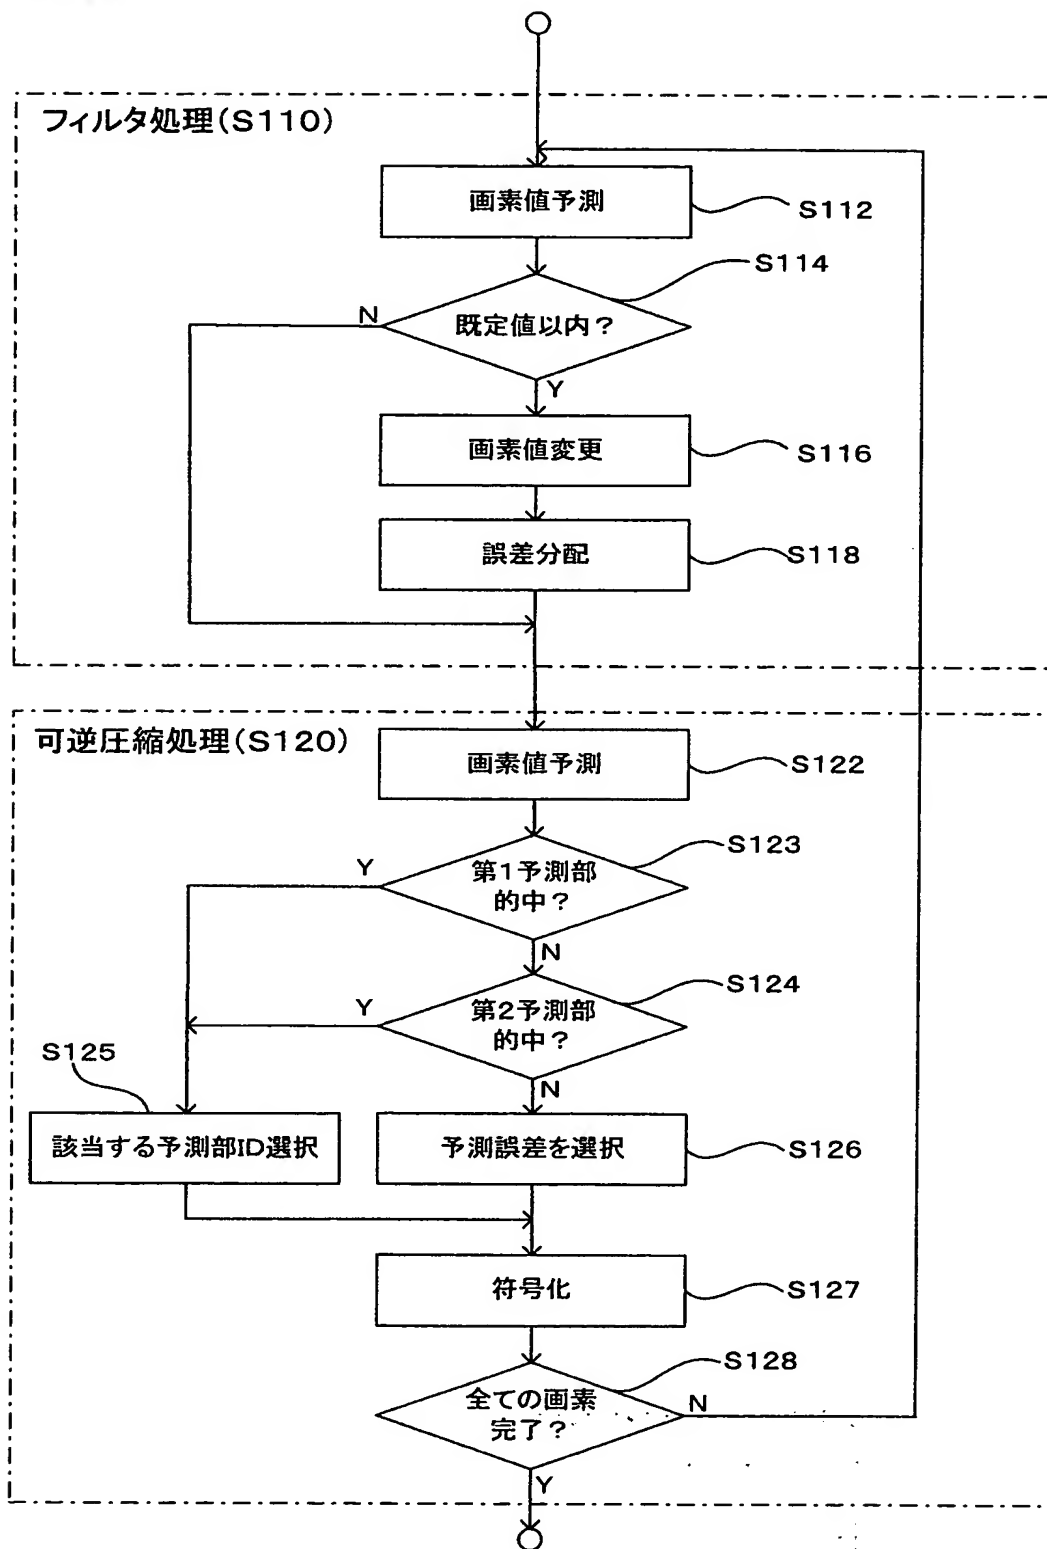 フィルタ処理(S110)
画素値予測
S112
S114
既定値以内?
N
Y
画素値変更
S116
誤差分配
S118
可逆圧縮処理(S120)
画素値予測
S122
S123
第1予測部
的中?
Y
N
S124
第2予測部
的中?
Y
N
S125
該当する予測部ID選択
予測誤差を選択
S126
符号化
S127
S128
全ての画素
完了?
N
Y